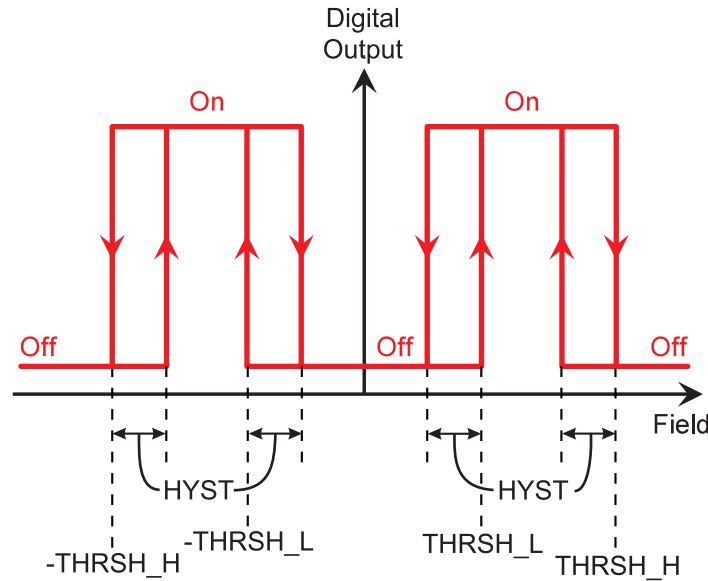 Digital
Output
On
On
Off
Off
Off
Field
HYST
HYST
-THRSH_H
-THRSH_L
THRSH_L
THRSH_H